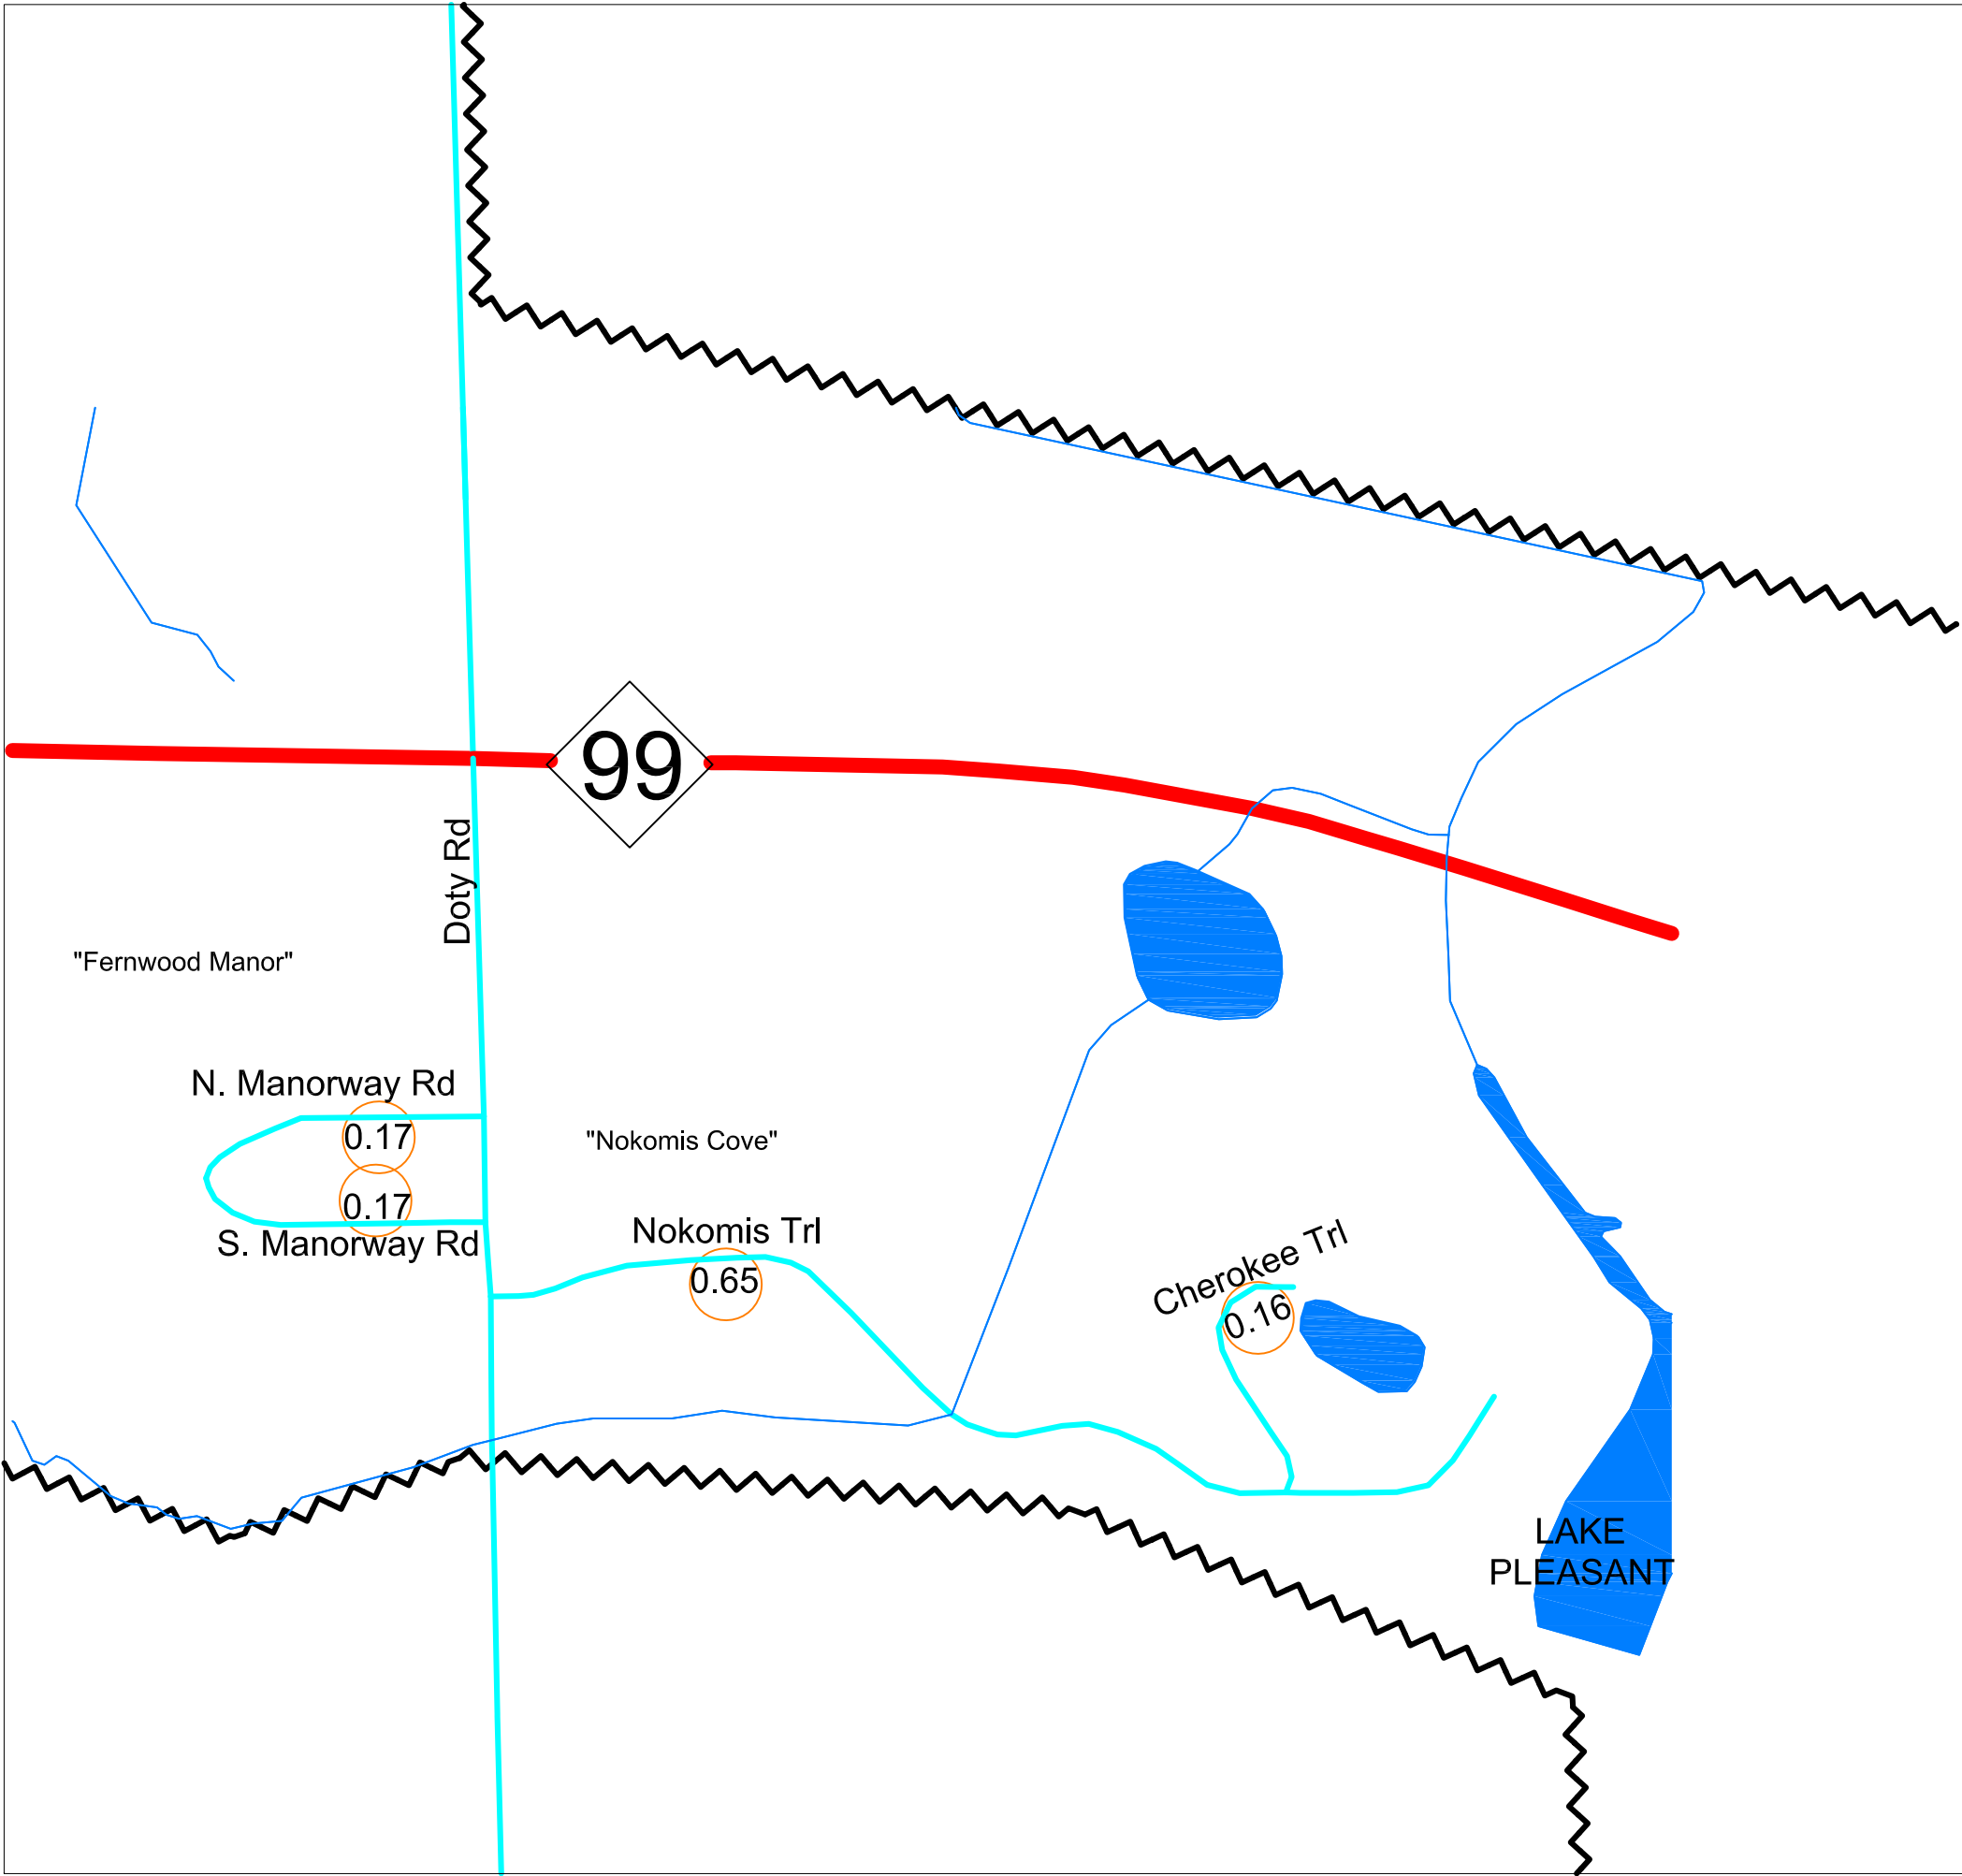 99
Doty Rd
"Fernwood Manor"
N. Manorway Rd
0.17
"Nokomis Cove"
0.17
S. Manorway Rd
Nokomis Trl
0.65
Cherokee Trl
0.16
LAKE
PLEASANT